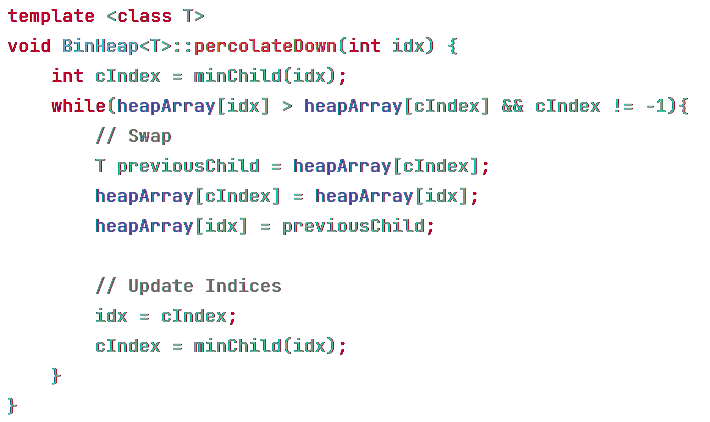 template <class T>
void BinHeap<T>::percolateDown(int idx) {
    int cIndex = minChild(idx);
    while(heapArray[idx] > heapArray[cIndex] && cIndex != -1){
        // Swap
        T previousChild = heapArray[cIndex];
        heapArray[cIndex] = heapArray[idx];
        heapArray[idx] = previousChild;

        // Update Indices
        idx = cIndex;
        cIndex = minChild(idx);
    }
}